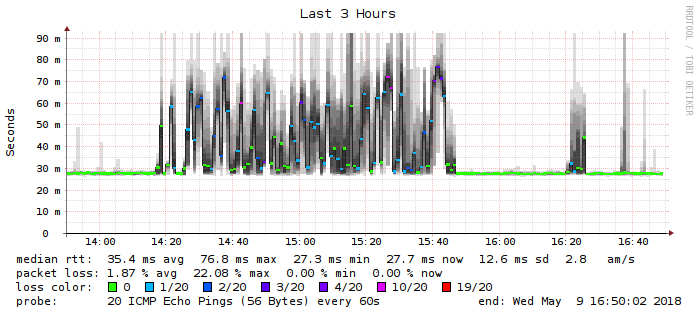 Last 3 Hours
RRDTOOL / TOBI OETIKER
Seconds
90 m
80 m
70 m
60 m
50 m
40 m
30 m
20 m
10 m
0
14:00 14:20 14:40 15:00 15:20 15:40 16:00 16:20 16:40
median rtt: 35.4 ms avg 76.8 ms max 27.3 ms min 27.7 ms now 12.6 ms sd 2.8 am/s
packet loss: 1.87 % avg 22.08 % max 0.00 % min 0.00 % now
loss color: 0 1/20 2/20 3/20 4/20 10/20 19/20
probe: 20 ICMP Echo Pings (56 Bytes) every 60s end: Wed May 9 16:50:02 2018